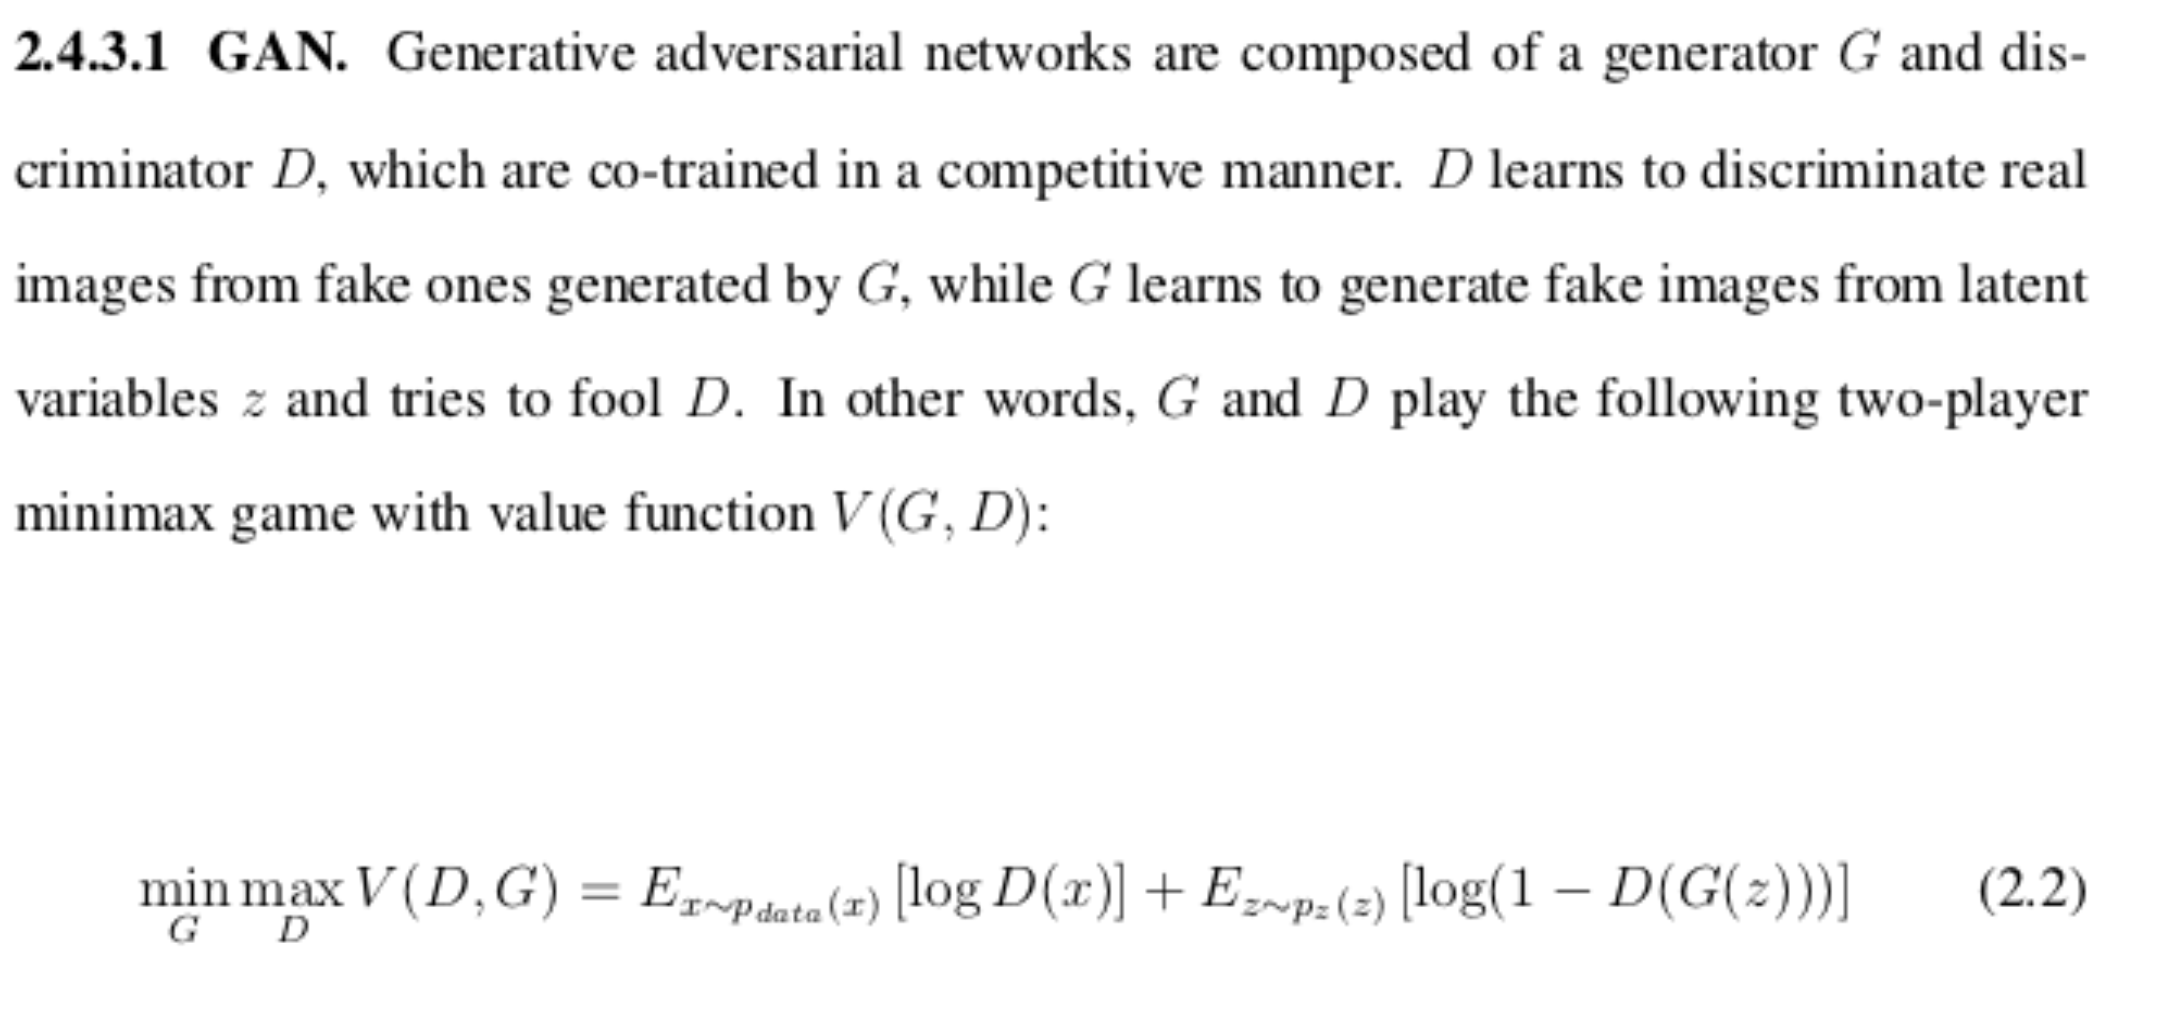 2.4.3.1 GAN. Generative adversarial networks are composed of a generator G and dis-
criminator D, which are co-trained in a competitive manner. D learns to discriminate real
images from fake ones generated by G, while G learns to generate fake images from latent
variables z and tries to fool D. In other words, G and D play the following two-player
minimax game with value function V(G, D):
min_G max_D V(D, G) = E_{x∼p_{data}(x)} [log D(x)] + E_{z∼p_z(z)} [log(1 − D(G(z)))] (2.2)